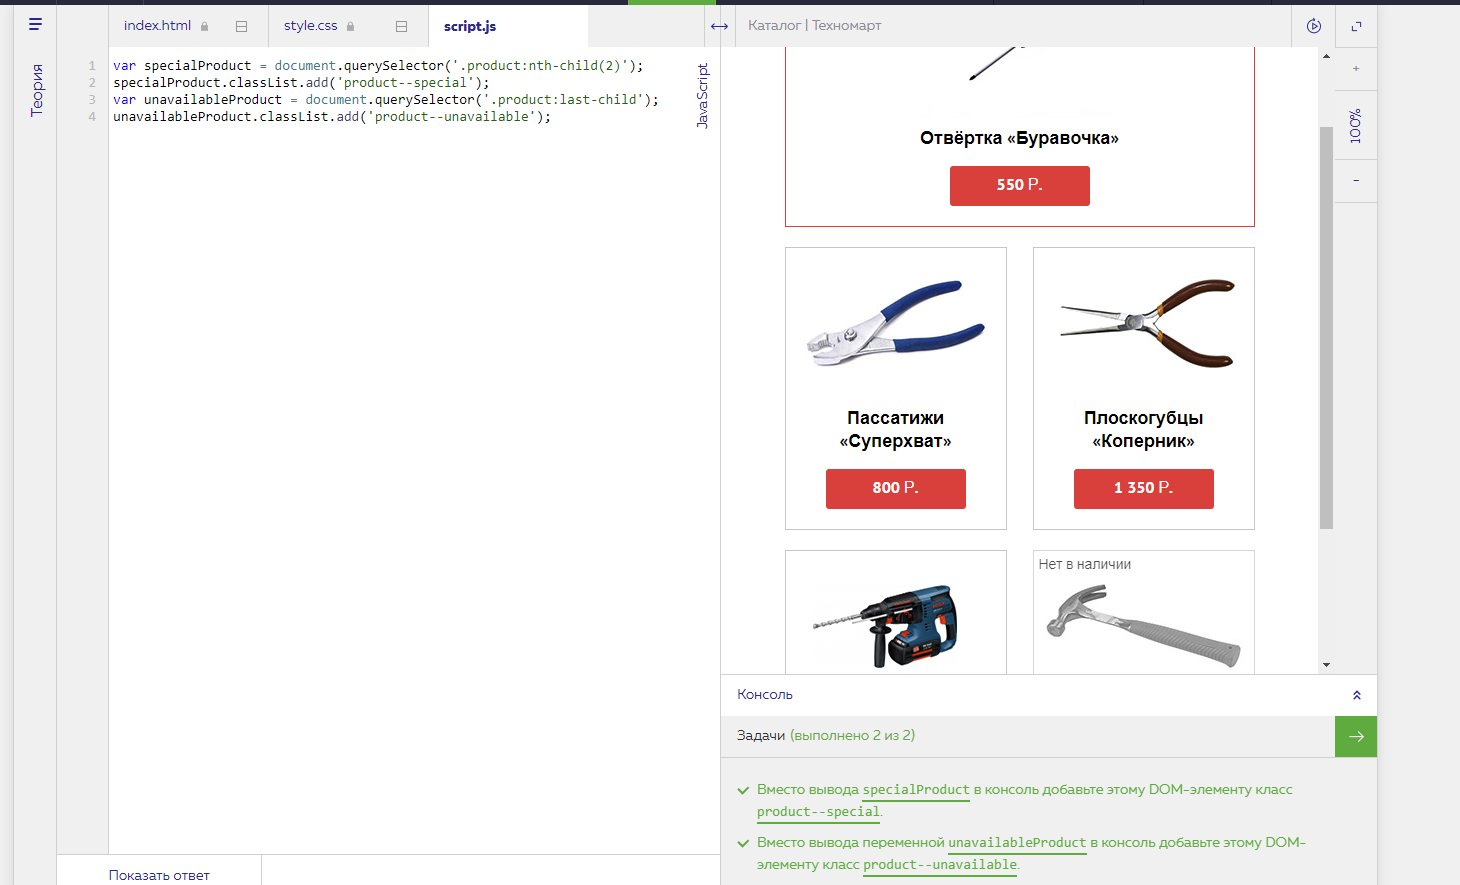 index.html
style.css
script.js
Каталог | Техномарт
Теория
1 var specialProduct = document.querySelector('.product:nth-child(2)');
2 specialProduct.classList.add('product--special');
3 var unavailableProduct = document.querySelector('.product:last-child');
4 unavailableProduct.classList.add('product--unavailable');
JavaScript
+
100%
-
Отвёртка «Буравочка»
550 Р.
Пассатижи
«Суперхват»
800 Р.
Плоскогубцы
«Коперник»
1 350 Р.
Нет в наличии
Консоль
Задачи (выполнено 2 из 2)
Вместо вывода specialProduct в консоль добавьте этому DOM-элементу класс
product--special.
Вместо вывода переменной unavailableProduct в консоль добавьте этому DOM-
элементу класс product--unavailable.
Показать ответ